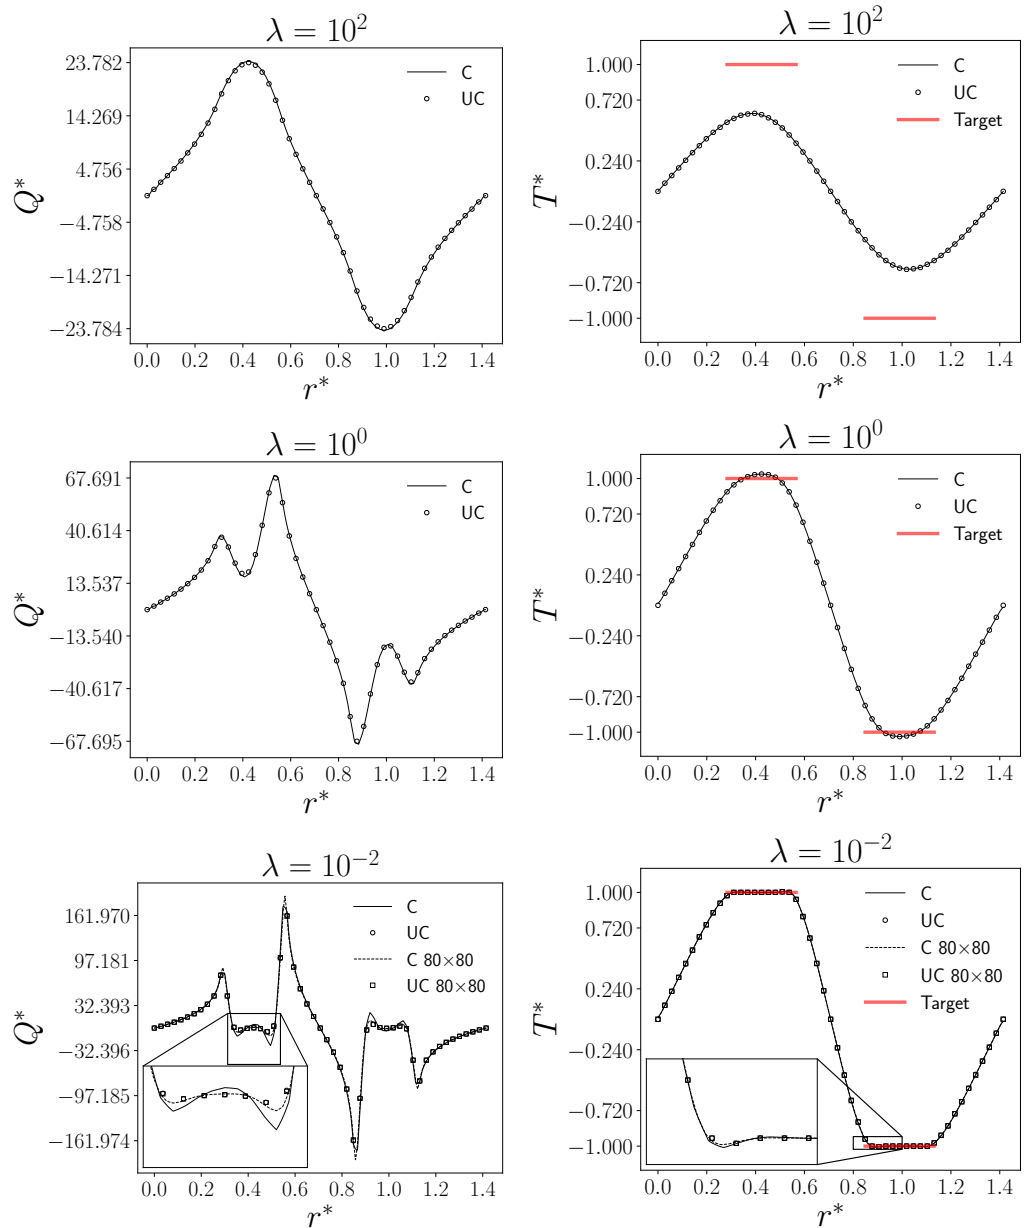 λ = 10²
Q*
23.782
14.269
4.756
−4.758
−14.271
−23.784
C
UC
0.0 0.2 0.4 0.6 0.8 1.0 1.2 1.4
r*
λ = 10²
T*
1.000
0.720
0.240
−0.240
−0.720
−1.000
C
UC
Target
0.0 0.2 0.4 0.6 0.8 1.0 1.2 1.4
r*
λ = 10⁰
Q*
67.691
40.614
13.537
−13.540
−40.617
−67.695
C
UC
0.0 0.2 0.4 0.6 0.8 1.0 1.2 1.4
r*
λ = 10⁰
T*
1.000
0.720
0.240
−0.240
−0.720
−1.000
C
UC
Target
0.0 0.2 0.4 0.6 0.8 1.0 1.2 1.4
r*
λ = 10⁻²
Q*
161.970
97.181
32.393
−32.396
−97.185
−161.974
C
UC
C 80×80
UC 80×80
0.0 0.2 0.4 0.6 0.8 1.0 1.2 1.4
r*
λ = 10⁻²
T*
1.000
0.720
0.240
−0.240
−0.720
−1.000
C
UC
C 80×80
UC 80×80
Target
0.0 0.2 0.4 0.6 0.8 1.0 1.2 1.4
r*